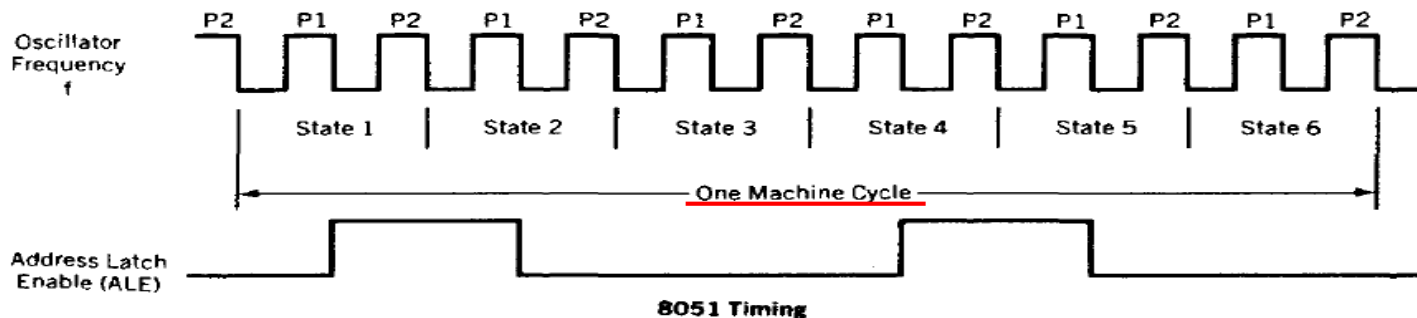 P2 P1 P2 P1 P2 P1 P2 P1 P2 P1 P2 P1 P2
Oscillator
Frequency
f
State 1 State 2 State 3 State 4 State 5 State 6
One Machine Cycle
Address Latch
Enable (ALE)
8051 Timing